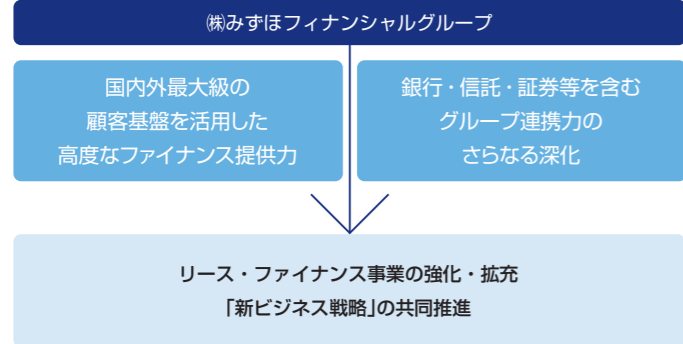 ㈱みずほフィナンシャルグループ
国内外最大級の
顧客基盤を活用した
高度なファイナンス提供力
銀行・信託・証券等を含む
グループ連携力の
さらなる深化
リース・ファイナンス事業の強化・拡充
「新ビジネス戦略」の共同推進